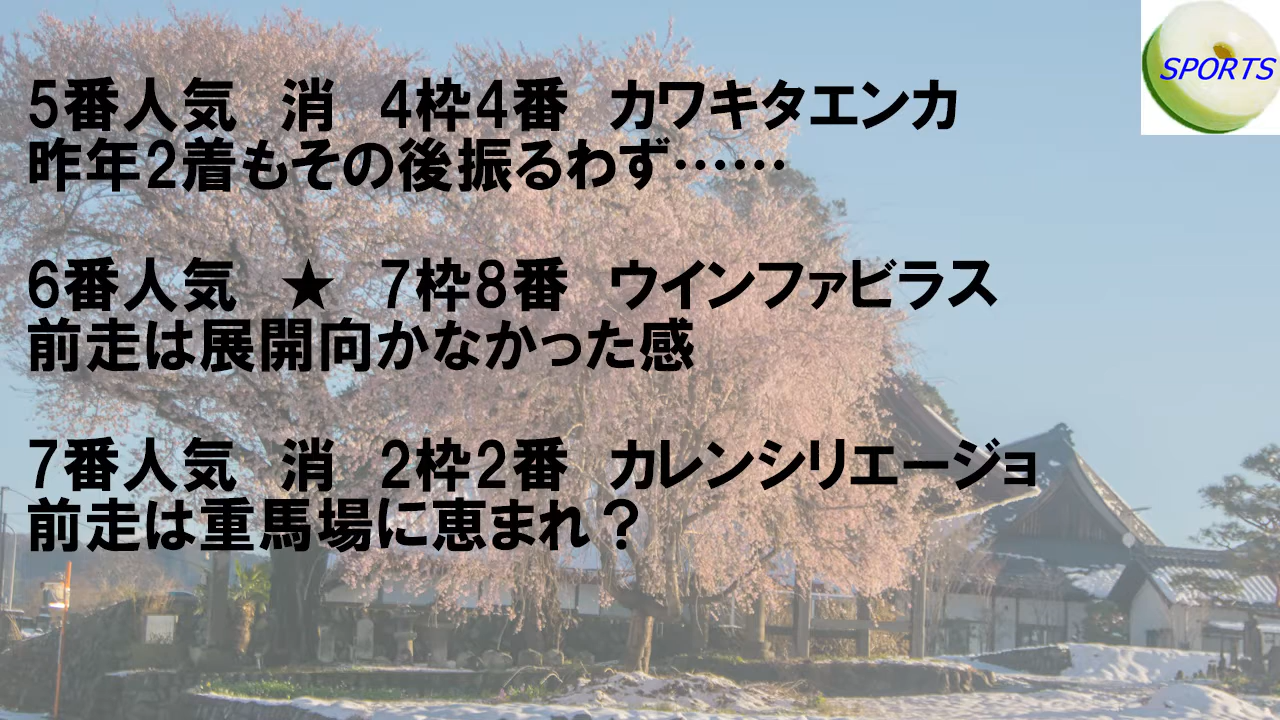 SPORTS
5番人気　消　4枠4番　カワキタエンカ
昨年2着もその後振るわず……
6番人気　★　7枠8番　ウインファビラス
前走は展開向かなかった感
7番人気　消　2枠2番　カレンシリエージョ
前走は重馬場に恵まれ？